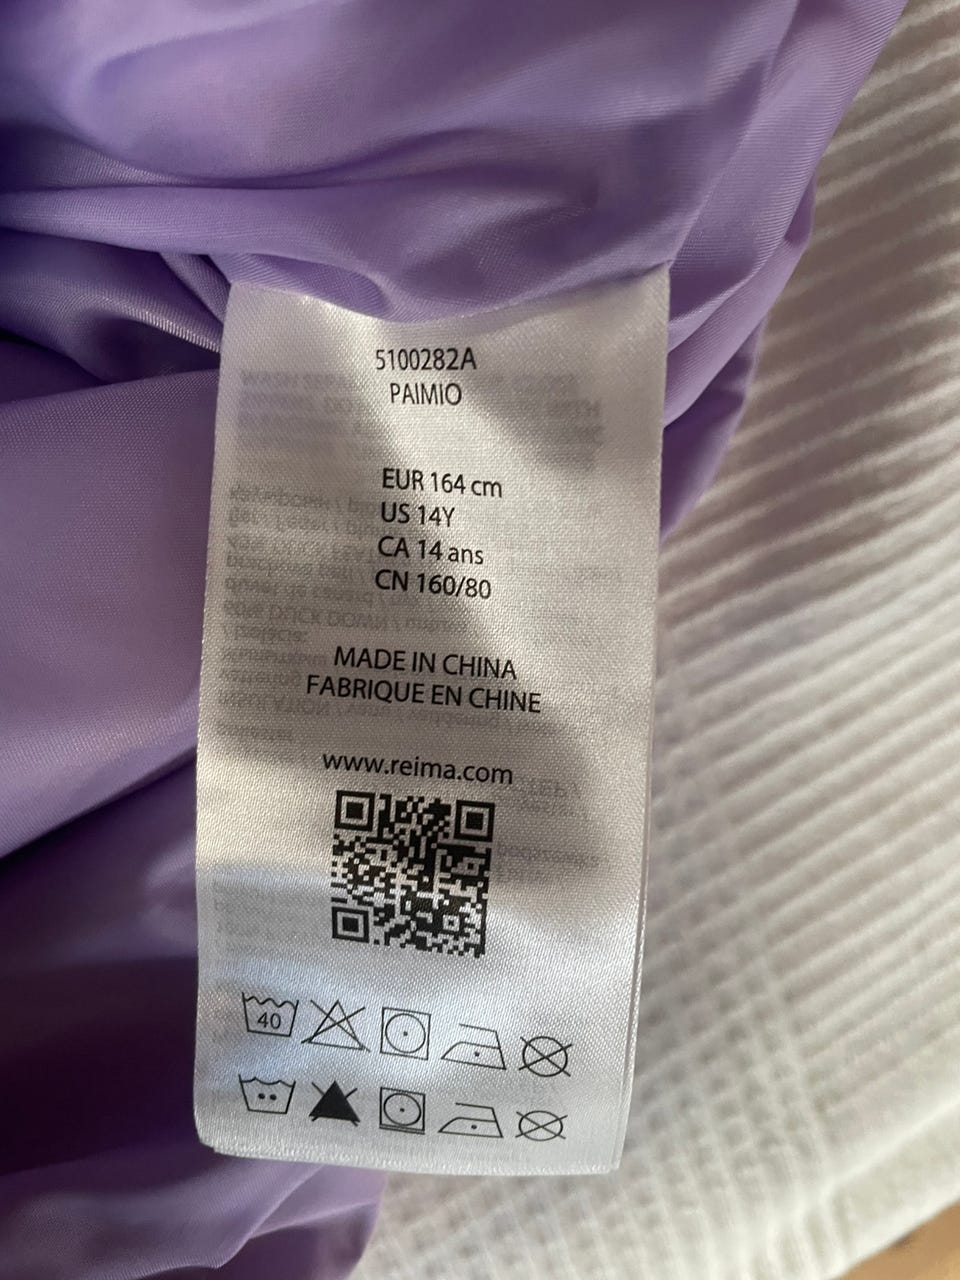 5100282A
PAIMIO
EUR 164 cm
US 14Y
CA 14 ans
CN 160/80
MADE IN CHINA
FABRIQUE EN CHINE
www.reima.com
40